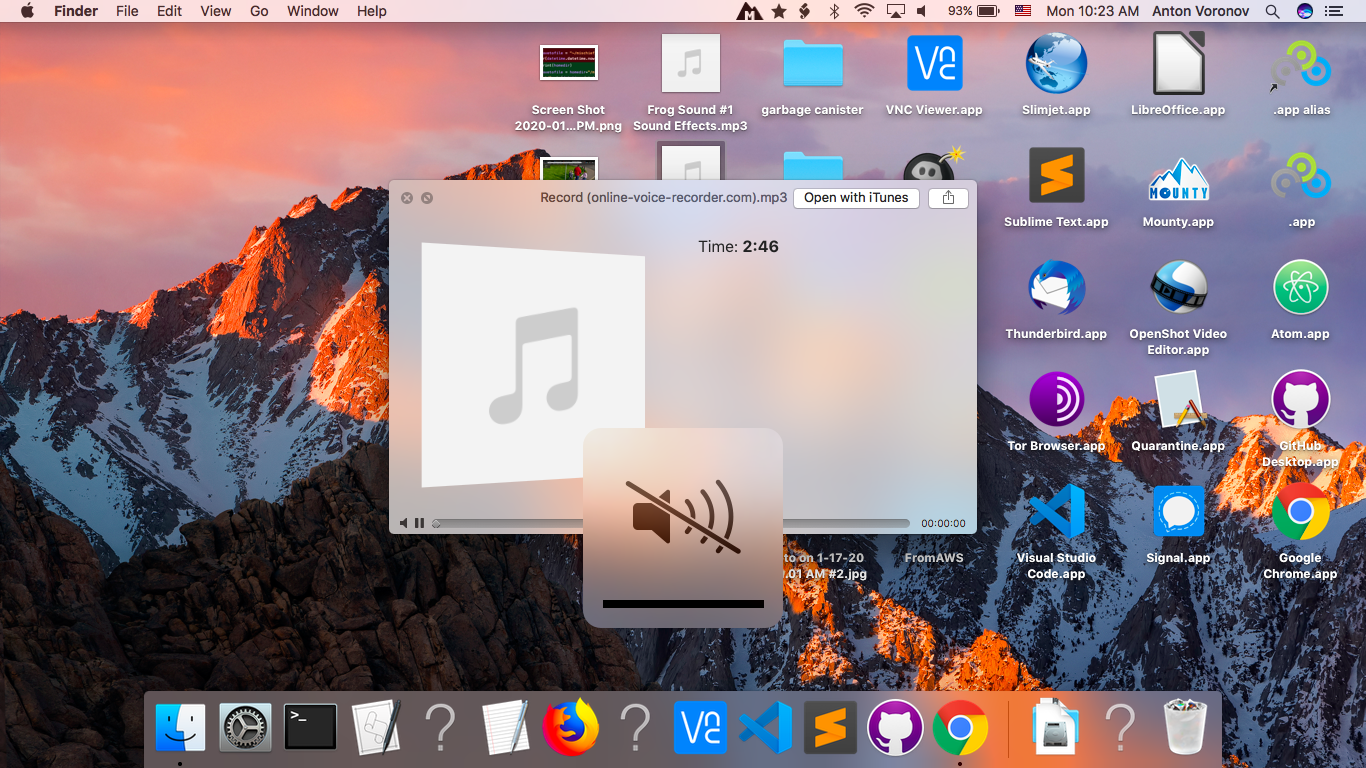 Finder File Edit View Go Window Help
93% Mon 10:23 AM Anton Voronov
Screen Shot
2020-01...PM.png
Frog Sound #1
Sound Effects.mp3
garbage canister
VNC Viewer.app
Slimjet.app
LibreOffice.app
.app alias
Sublime Text.app
Mounty.app
.app
Record (online-voice-recorder.com).mp3
Open with iTunes
Time: 2:46
00:00:00
Thunderbird.app
OpenShot Video
Editor.app
Atom.app
Tor Browser.app
Quarantine.app
GitHub
Desktop.app
to on 1-17-20
.01 AM #2.jpg
FromAWS
Visual Studio
Code.app
Signal.app
Google
Chrome.app
MOUNTY
>_